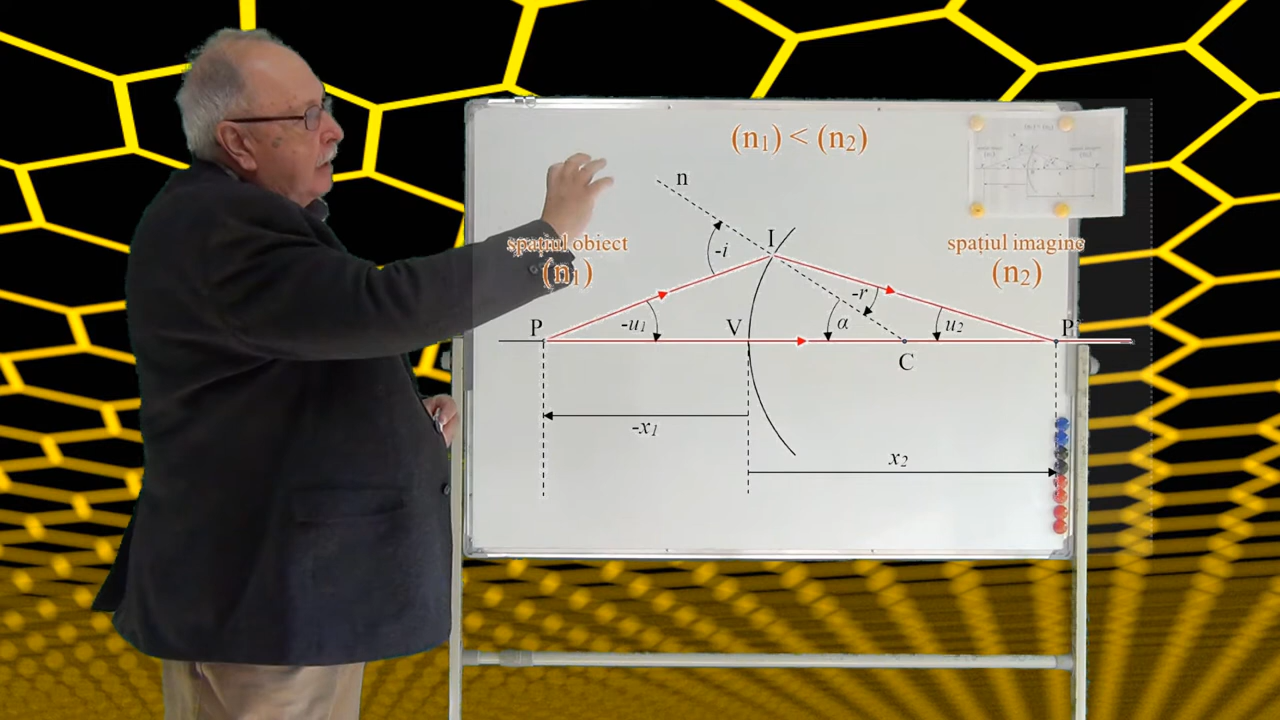 (n₁) < (n₂)
n
I
spațiul obiect
(n₁)
spațiul imagine
(n₂)
-i
-r
P
-u₁
V
α
u₂
P
C
-x₁
x₂